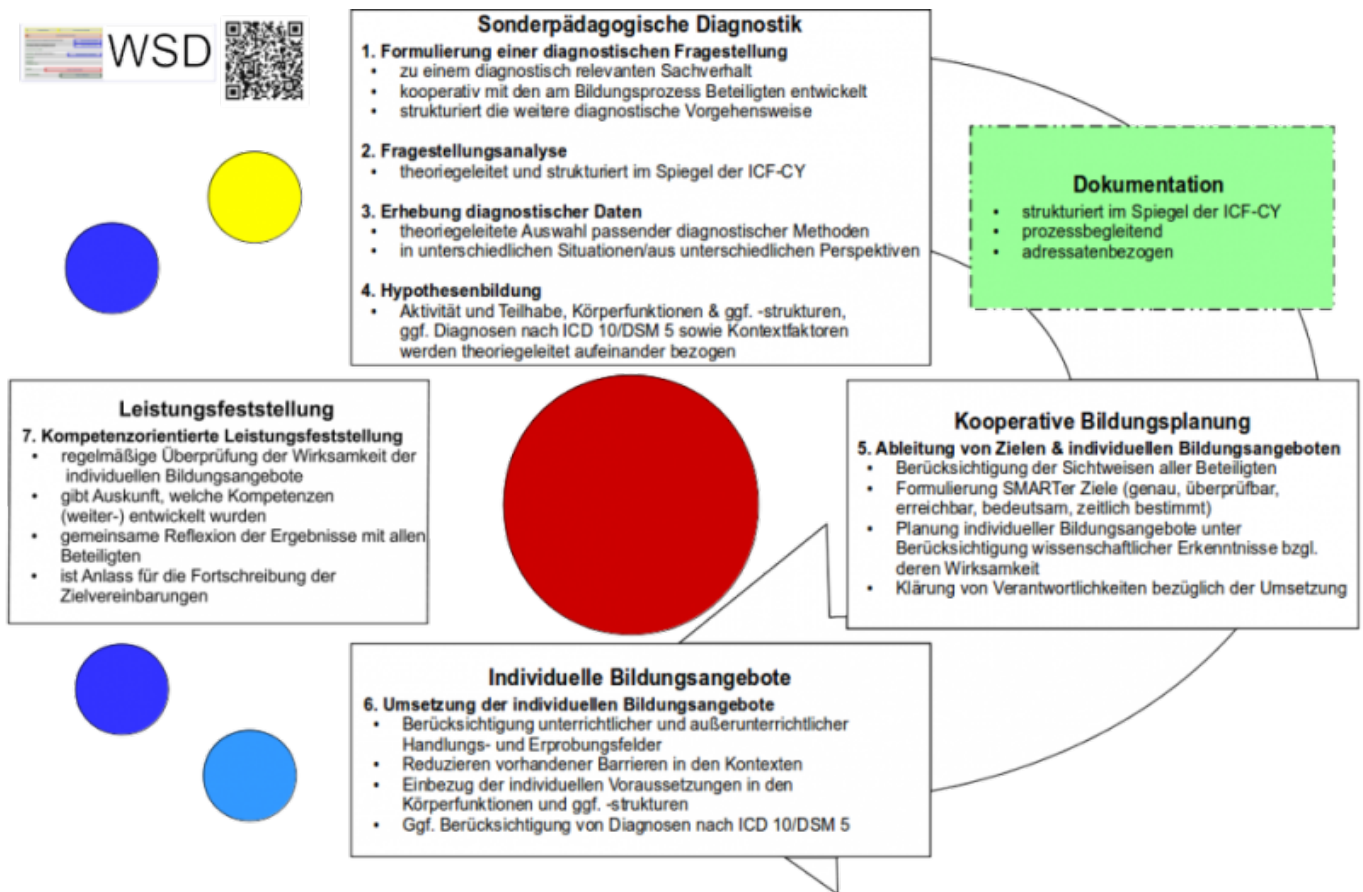 WSD
Sonderpädagogische Diagnostik
1. Formulierung einer diagnostischen Fragestellung
• zu einem diagnostisch relevanten Sachverhalt
• kooperativ mit den am Bildungsprozess Beteiligten entwickelt
• strukturiert die weitere diagnostische Vorgehensweise
2. Fragestellungsanalyse
• theoriegeleitet und strukturiert im Spiegel der ICF-CY
3. Erhebung diagnostischer Daten
• theoriegeleitete Auswahl passender diagnostischer Methoden
• in unterschiedlichen Situationen/aus unterschiedlichen Perspektiven
4. Hypothesenbildung
• Aktivität und Teilhabe, Körperfunktionen & ggf. -strukturen,
ggf. Diagnosen nach ICD 10/DSM 5 sowie Kontextfaktoren
werden theoriegeleitet aufeinander bezogen
Dokumentation
• strukturiert im Spiegel der ICF-CY
• prozessbegleitend
• adressatenbezogen
Leistungsfeststellung
7. Kompetenzorientierte Leistungsfeststellung
• regelmäßige Überprüfung der Wirksamkeit der
individuellen Bildungsangebote
• gibt Auskunft, welche Kompetenzen
(weiter-) entwickelt wurden
• gemeinsame Reflexion der Ergebnisse mit allen
Beteiligten
• ist Anlass für die Fortschreibung der
Zielvereinbarungen
Kooperative Bildungsplanung
5. Ableitung von Zielen & individuellen Bildungsangeboten
• Berücksichtigung der Sichtweisen aller Beteiligten
• Formulierung SMARTer Ziele (genau, überprüfbar,
erreichbar, bedeutsam, zeitlich bestimmt)
• Planung individueller Bildungsangebote unter
Berücksichtigung wissenschaftlicher Erkenntnisse bzgl.
deren Wirksamkeit
• Klärung von Verantwortlichkeiten bezüglich der Umsetzung
Individuelle Bildungsangebote
6. Umsetzung der individuellen Bildungsangebote
• Berücksichtigung unterrichtlicher und außerunterrichtlicher
Handlungs- und Erprobungsfelder
• Reduzieren vorhandener Barrieren in den Kontexten
• Einbezug der individuellen Voraussetzungen in den
Körperfunktionen und ggf. -strukturen
• Ggf. Berücksichtigung von Diagnosen nach ICD 10/DSM 5